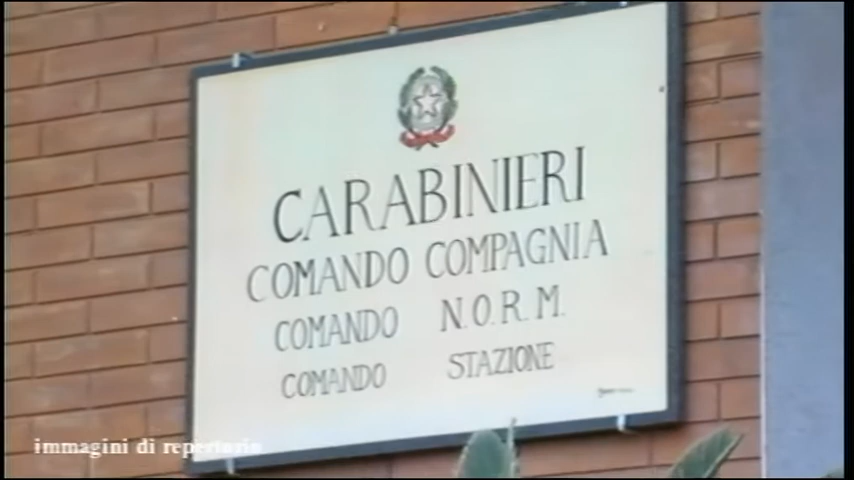 CARABINIERI
COMANDO COMPAGNIA
COMANDO N.O.R.M.
COMANDO STAZIONE
immagini di repertorio